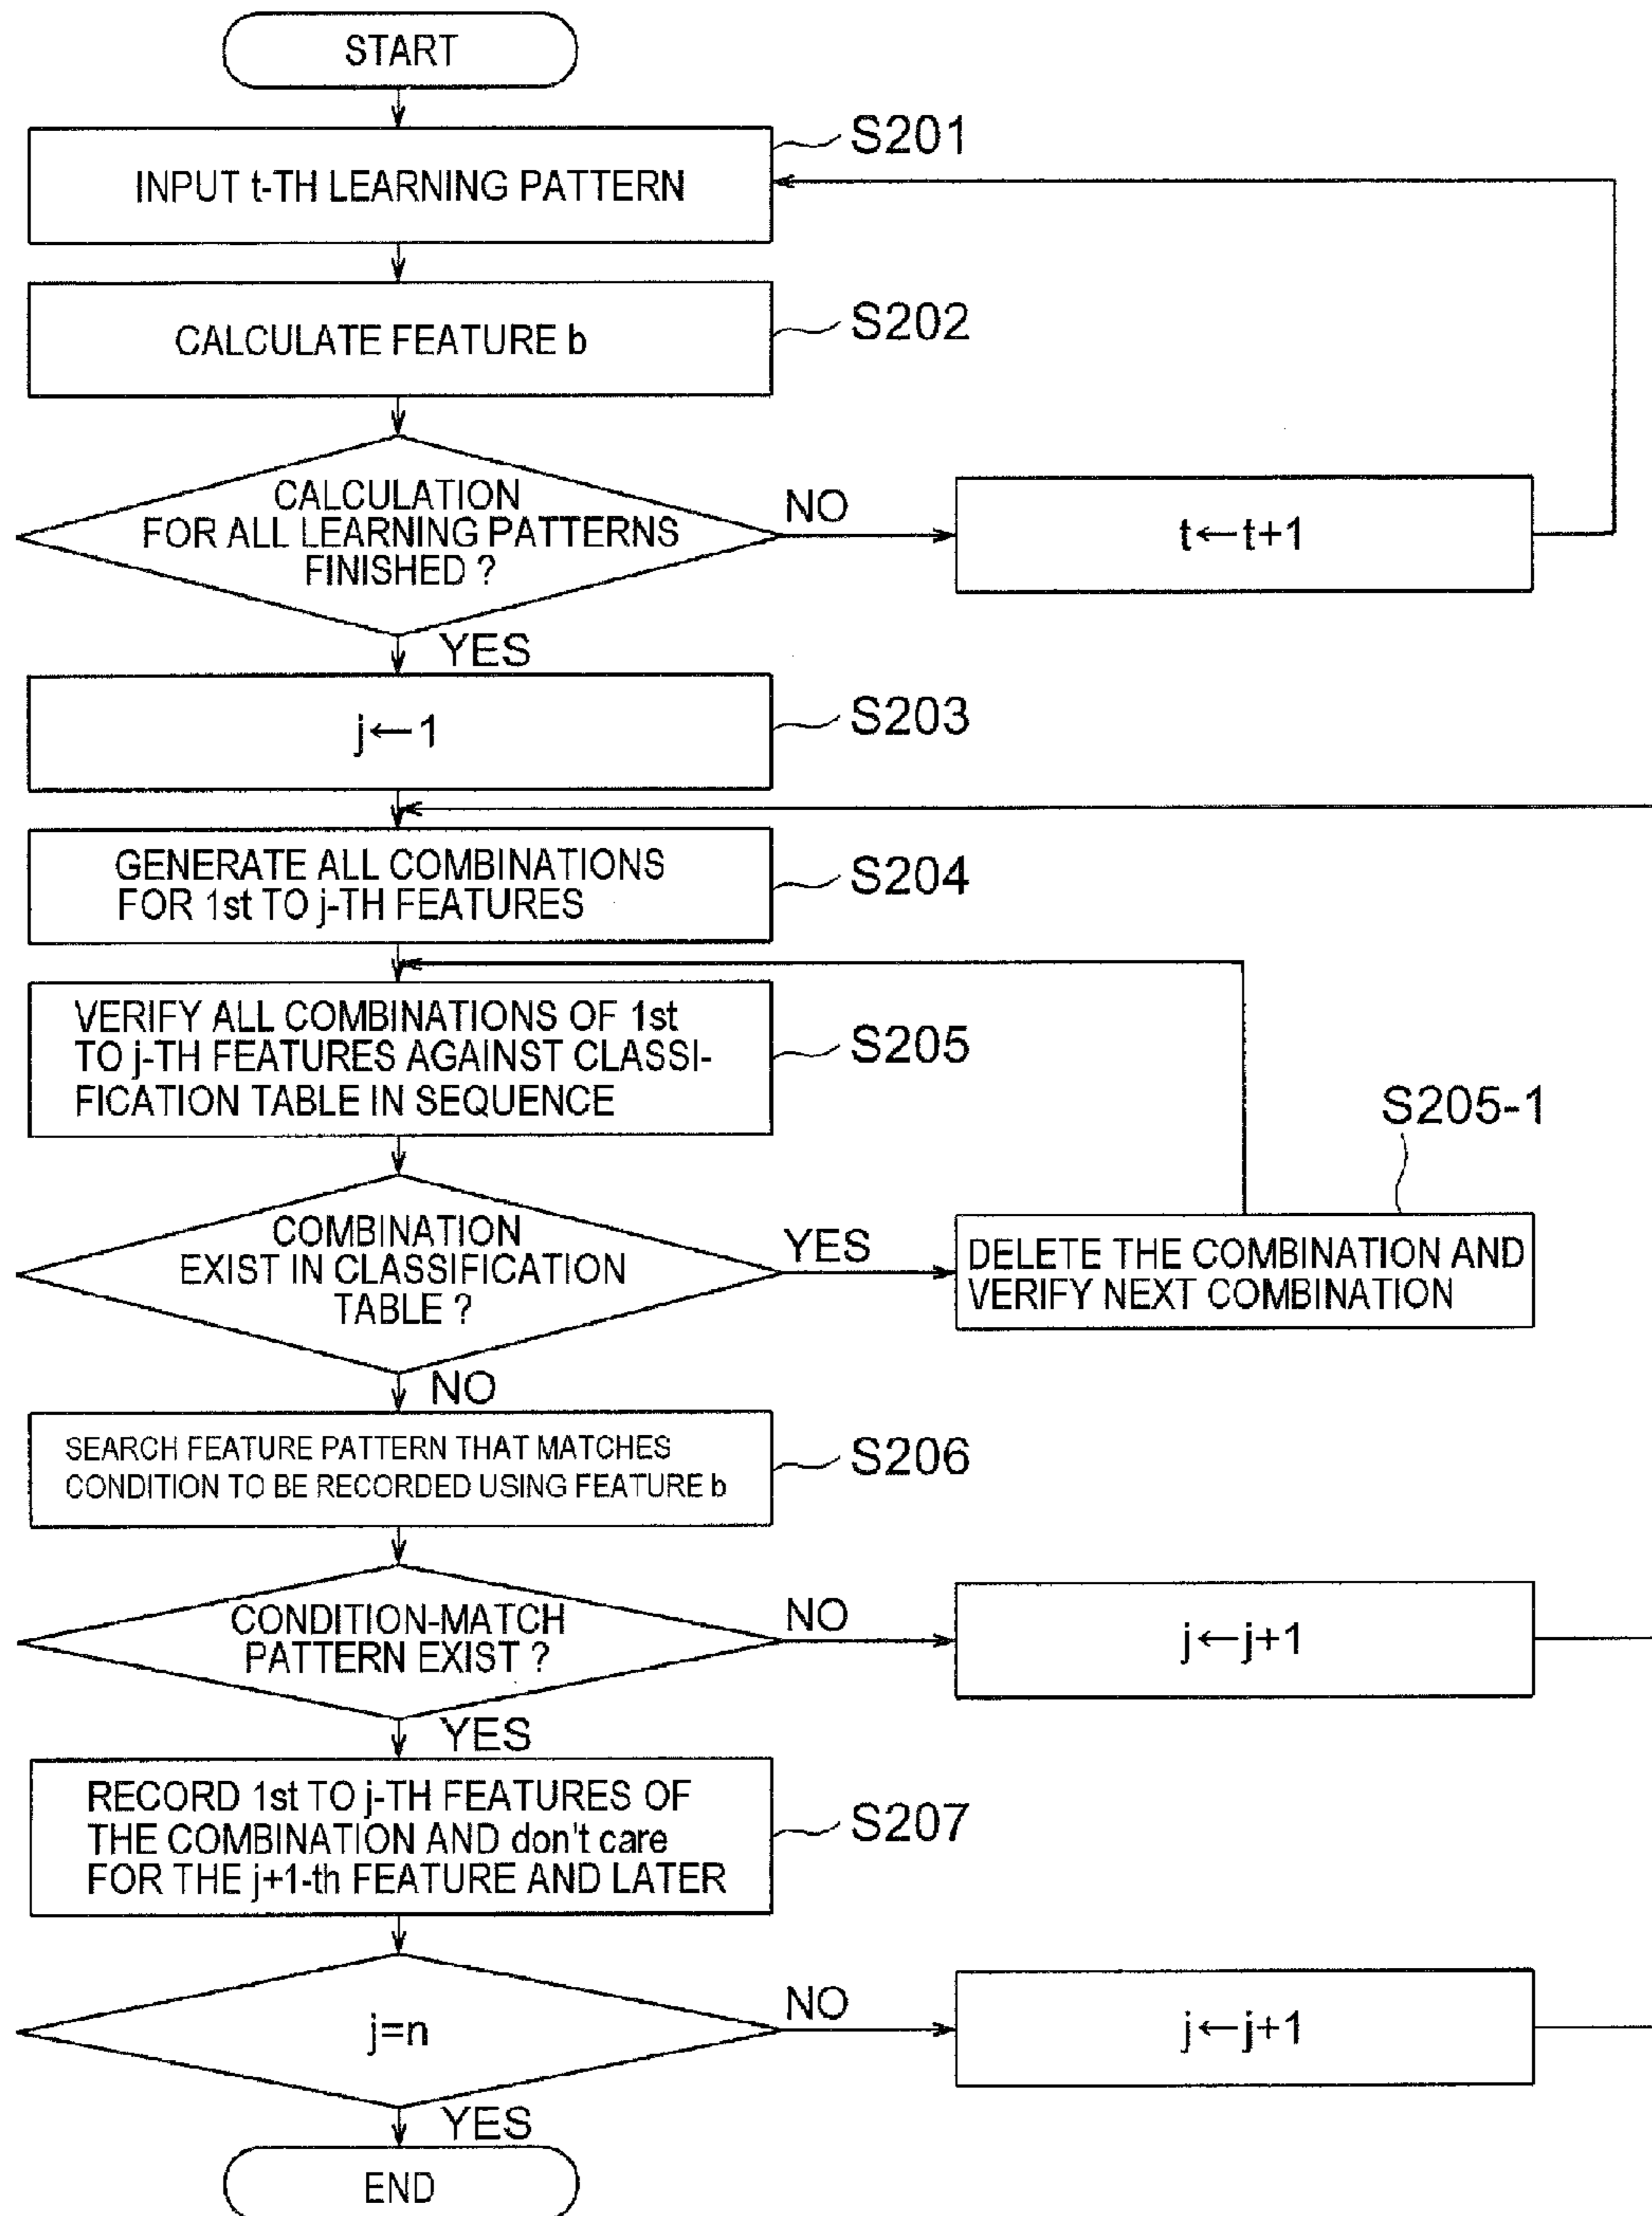 START
S201
INPUT t-TH LEARNING PATTERN
S202
CALCULATE FEATURE b
CALCULATION
FOR ALL LEARNING PATTERNS
FINISHED ?
NO
t←t+1
YES
S203
j←1
S204
GENERATE ALL COMBINATIONS
FOR 1st TO j-TH FEATURES
S205
VERIFY ALL COMBINATIONS OF 1st
TO j-TH FEATURES AGAINST CLASSI-
FICATION TABLE IN SEQUENCE
S205-1
COMBINATION
EXIST IN CLASSIFICATION
TABLE ?
YES
DELETE THE COMBINATION AND
VERIFY NEXT COMBINATION
NO
S206
SEARCH FEATURE PATTERN THAT MATCHES
CONDITION TO BE RECORDED USING FEATURE b
CONDITION-MATCH
PATTERN EXIST ?
NO
j←j+1
YES
S207
RECORD 1st TO j-TH FEATURES OF
THE COMBINATION AND don't care
FOR THE j+1-th FEATURE AND LATER
j=n
NO
j←j+1
YES
END